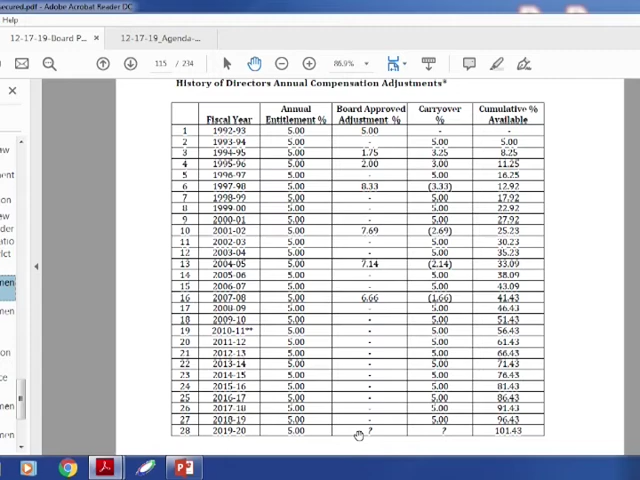 secured.pdf - Adobe Acrobat Reader DC
Help
12-17-19-Board P... × 12-17-19_Agenda-...
115 / 234 86.9%
History of Directors Annual Compensation Adjustments*
Fiscal Year Annual Entitlement % Board Approved Adjustment % Carryover % Cumulative % Available
1 1992-93 5.00 5.00 - -
2 1993-94 5.00 - 5.00 5.00
3 1994-95 5.00 1.75 3.25 8.25
4 1995-96 5.00 2.00 3.00 11.25
5 1996-97 5.00 - 5.00 16.25
6 1997-98 5.00 8.33 (3.33) 12.92
7 1998-99 5.00 - 5.00 17.92
8 1999-00 5.00 - 5.00 22.92
9 2000-01 5.00 - 5.00 27.92
10 2001-02 5.00 7.69 (2.69) 25.23
11 2002-03 5.00 - 5.00 30.23
12 2003-04 5.00 - 5.00 35.23
13 2004-05 5.00 7.14 (2.14) 33.09
14 2005-06 5.00 - 5.00 38.09
15 2006-07 5.00 - 5.00 43.09
16 2007-08 5.00 6.66 (1.66) 41.43
17 2008-09 5.00 - 5.00 46.43
18 2009-10 5.00 - 5.00 51.43
19 2010-11** 5.00 - 5.00 56.43
20 2011-12 5.00 - 5.00 61.43
21 2012-13 5.00 - 5.00 66.43
22 2013-14 5.00 - 5.00 71.43
23 2014-15 5.00 - 5.00 76.43
24 2015-16 5.00 - 5.00 81.43
25 2016-17 5.00 - 5.00 86.43
26 2017-18 5.00 - 5.00 91.43
27 2018-19 5.00 - 5.00 96.43
28 2019-20 5.00 ? ? 101.43